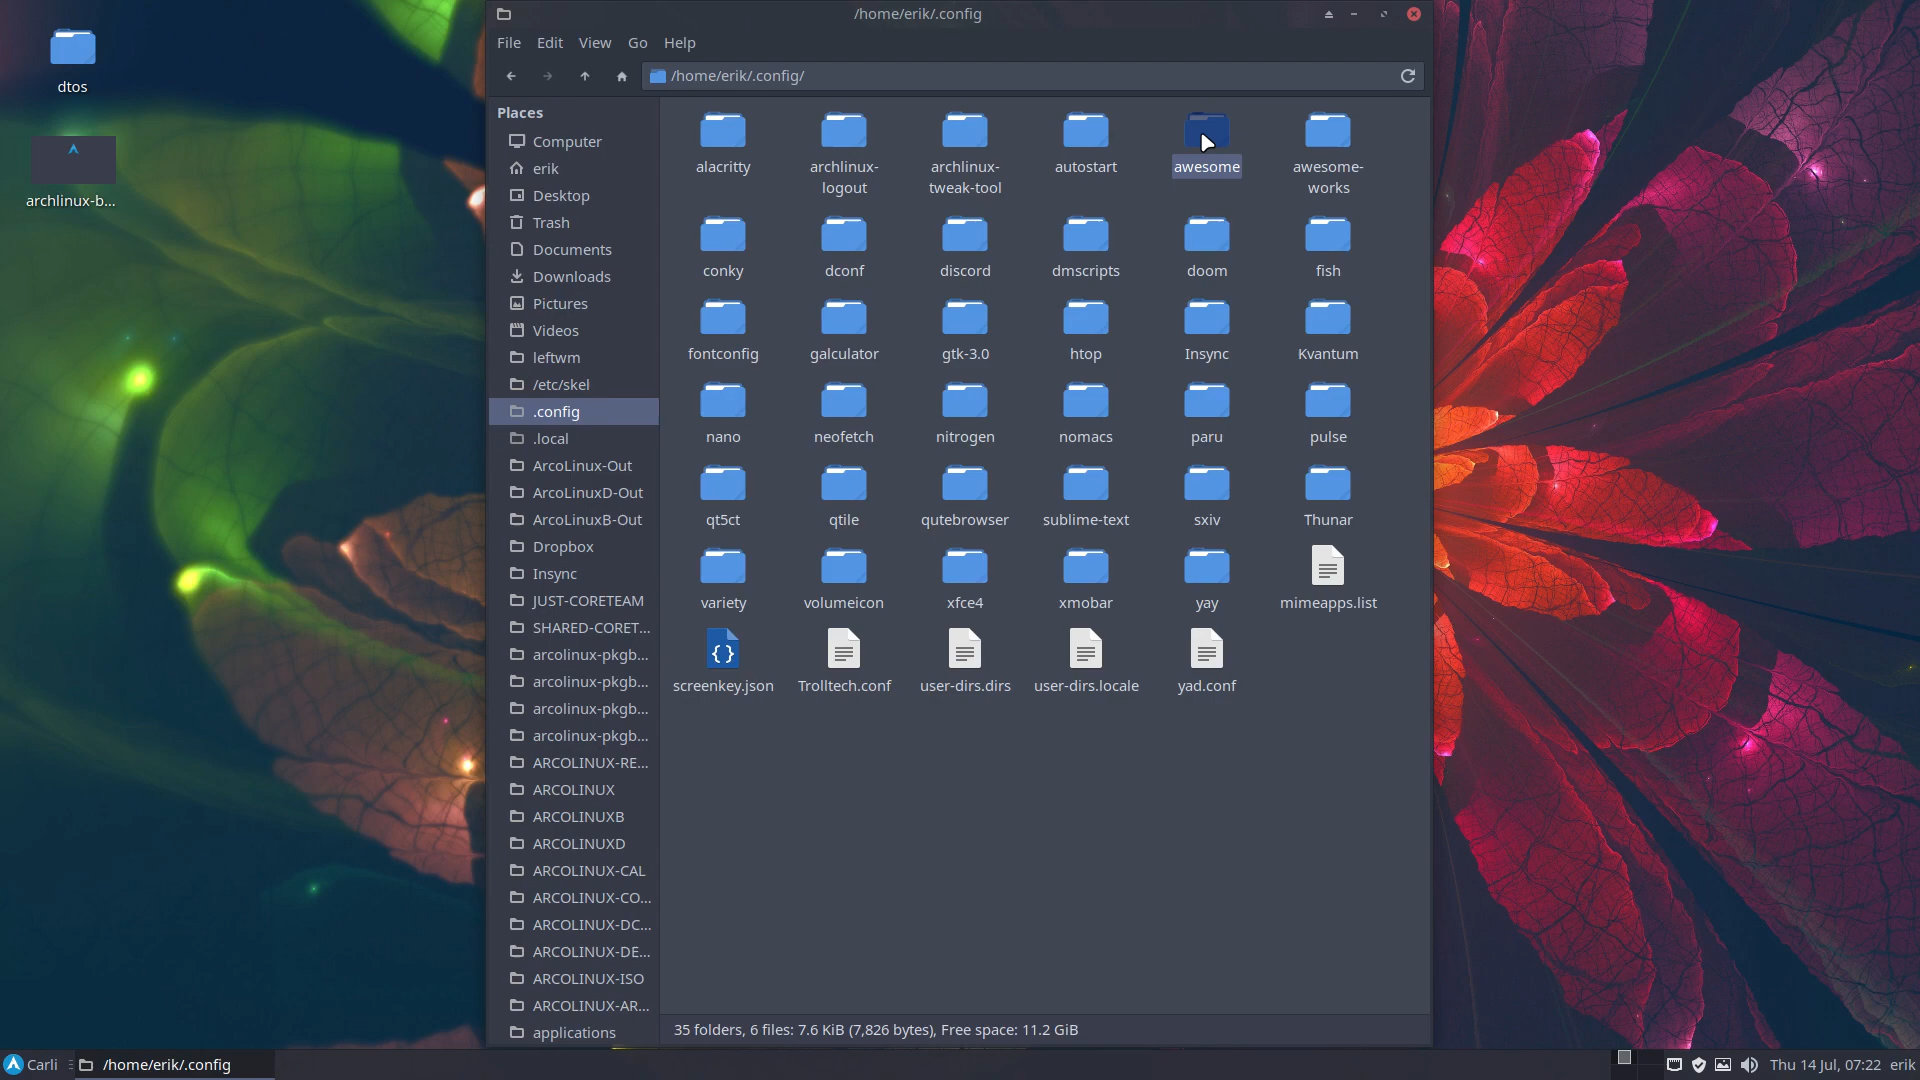 dtos
archlinux-b...
/home/erik/.config
File Edit View Go Help
/home/erik/.config/
Places
Computer
erik
Desktop
Trash
Documents
Downloads
Pictures
Videos
leftwm
/etc/skel
.config
.local
ArcoLinux-Out
ArcoLinuxD-Out
ArcoLinuxB-Out
Dropbox
Insync
JUST-CORETEAM
SHARED-CORET...
arcolinux-pkgb...
arcolinux-pkgb...
arcolinux-pkgb...
arcolinux-pkgb...
ARCOLINUX-RE...
ARCOLINUX
ARCOLINUXB
ARCOLINUXD
ARCOLINUX-CAL
ARCOLINUX-CO...
ARCOLINUX-DC...
ARCOLINUX-DE...
ARCOLINUX-ISO
ARCOLINUX-AR...
applications
alacritty archlinux-logout archlinux-tweak-tool autostart awesome awesome-works
conky dconf discord dmscripts doom fish
fontconfig galculator gtk-3.0 htop Insync Kvantum
nano neofetch nitrogen nomacs paru pulse
qt5ct qtile qutebrowser sublime-text sxiv Thunar
variety volumeicon xfce4 xmobar yay mimeapps.list
screenkey.json Trolltech.conf user-dirs.dirs user-dirs.locale yad.conf
35 folders, 6 files: 7.6 KiB (7,826 bytes), Free space: 11.2 GiB
Carli /home/erik/.config Thu 14 Jul, 07:22 erik